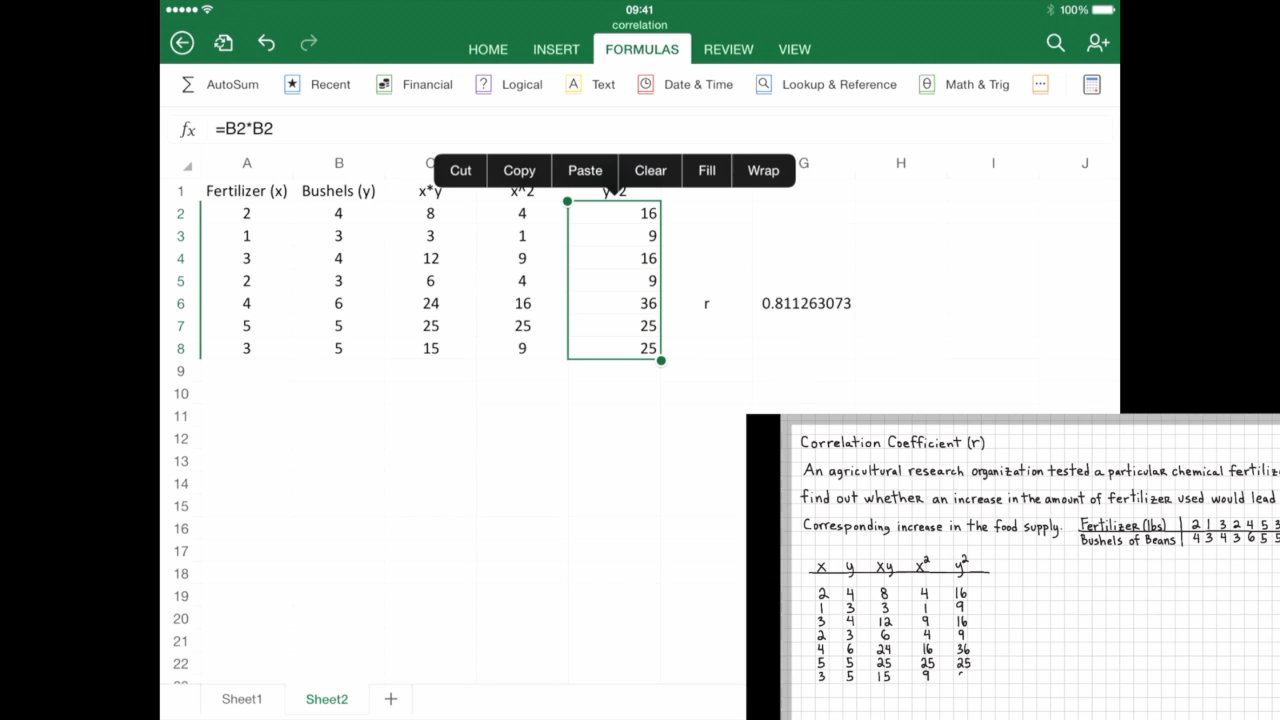 09:41
100%
correlation
HOME INSERT FORMULAS REVIEW VIEW
AutoSum Recent Financial Logical Text Date & Time Lookup & Reference Math & Trig
fx =B2*B2
A B C G H I J
Cut Copy Paste Clear Fill Wrap
1 Fertilizer (x) Bushels (y) x*y x^2
2 2 4 8 4 16
3 1 3 3 1 9
4 3 4 12 9 16
5 2 3 6 4 9
6 4 6 24 16 36 r 0.811263073
7 5 5 25 25 25
8 3 5 15 9 25
9
10
11
12
13
14
15
16
17
18
19
20
21
22
Sheet1 Sheet2 +
Correlation Coefficient (r)
An agricultural research organization tested a particular chemical
find out whether an increase in the amount of fertilizer used would lead
Corresponding increase in the food supply. Fertilizer (lbs) 2 1 3 2 4 5 3
Bushels of Beans 4 3 4 3 6 5 5
x y xy x² y²
2 4 8 4 16
1 3 3 1 9
3 4 12 9 16
2 3 6 4 9
4 6 24 16 36
5 5 25 25 25
3 5 15 9